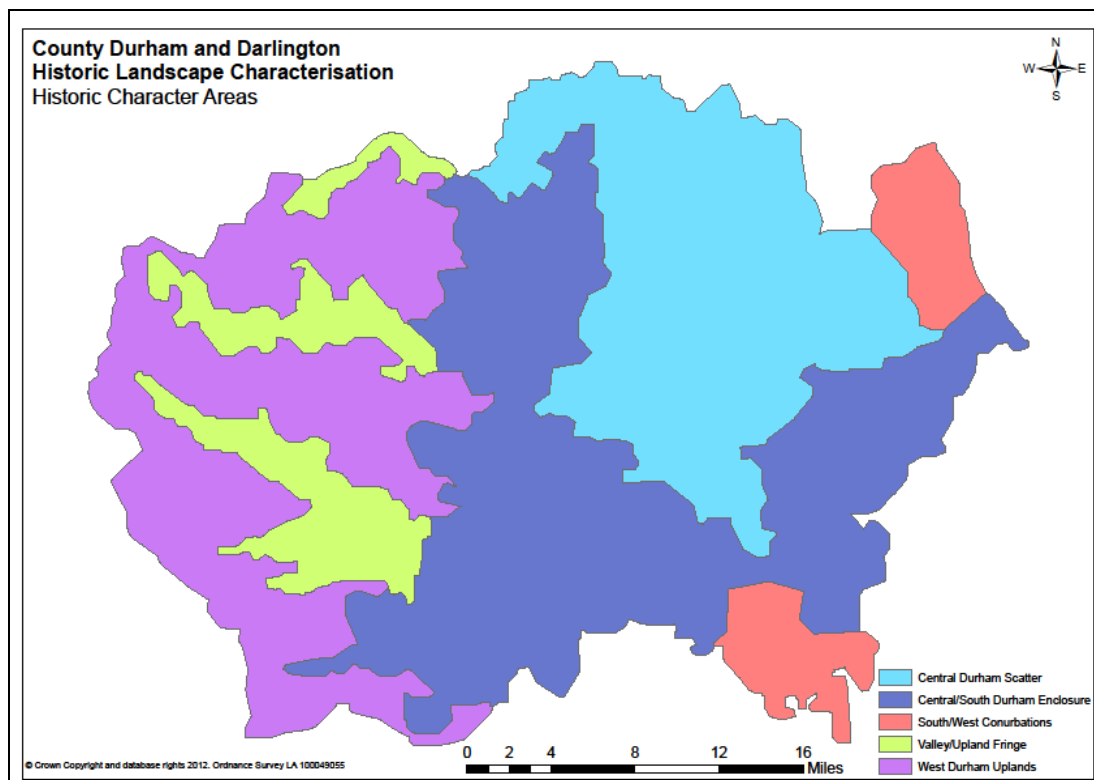 County Durham and Darlington
Historic Landscape Characterisation
Historic Character Areas
N
W E
S
Central Durham Scatter
Central/South Durham Enclosure
South/West Conurbations
Valley/Upland Fringe
West Durham Uplands
0 2 4 8 12 16
Miles
© Crown Copyright and database rights 2012. Ordnance Survey LA 100049055